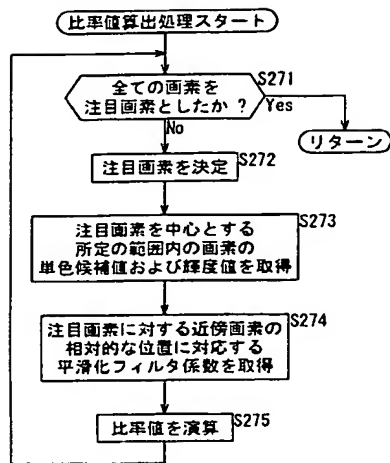 比率値算出処理スタート
S271
全ての画素を
注目画素としたか ?
Yes
No
リターン
S272
注目画素を決定
S273
注目画素を中心とする
所定の範囲内の画素の
単色候補値および輝度値を取得
S274
注目画素に対する近傍画素の
相対的な位置に対応する
平滑化フィルタ係数を取得
S275
比率値を演算